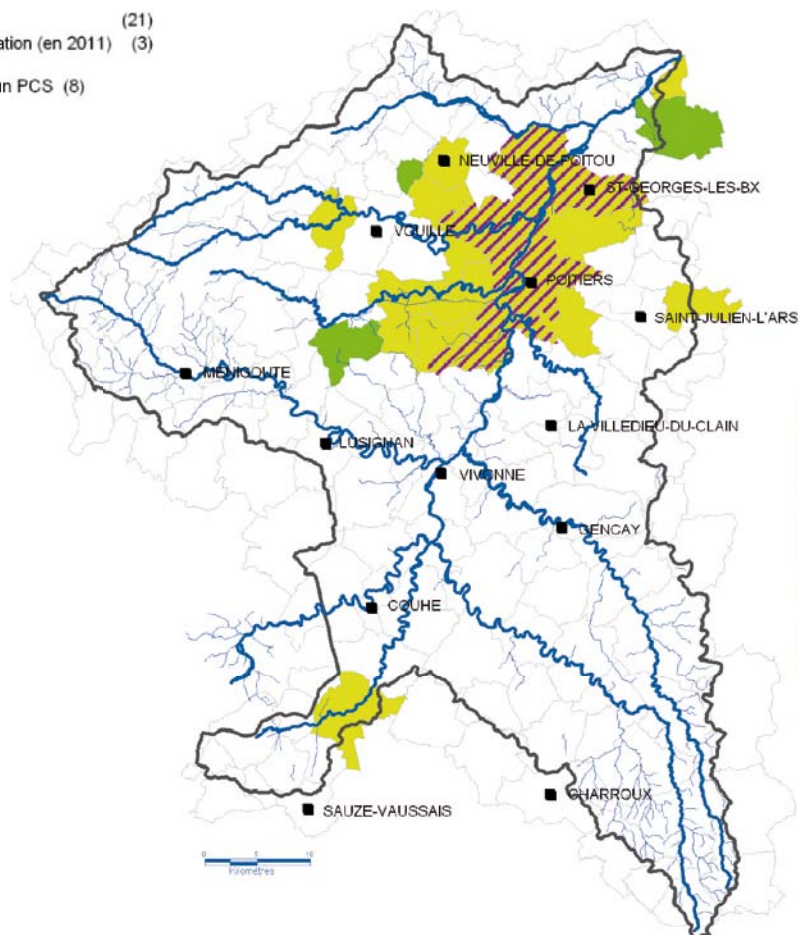 (21)
ation (en 2011) (3)
un PCS (8)
NEUVILLE-DE-POITOU
ST-GEORGES-LES-BX
VOUILLE
POITIERS
SAINT-JULIEN-L'ARS
MENIGOUTE
LA VILLEDIEU-DU-CLAIN
LUSIGNAN
VIVONNE
GENCAY
COUHE
CHARROUX
SAUZE-VAUSSAIS
0 5 10
Kilomètres